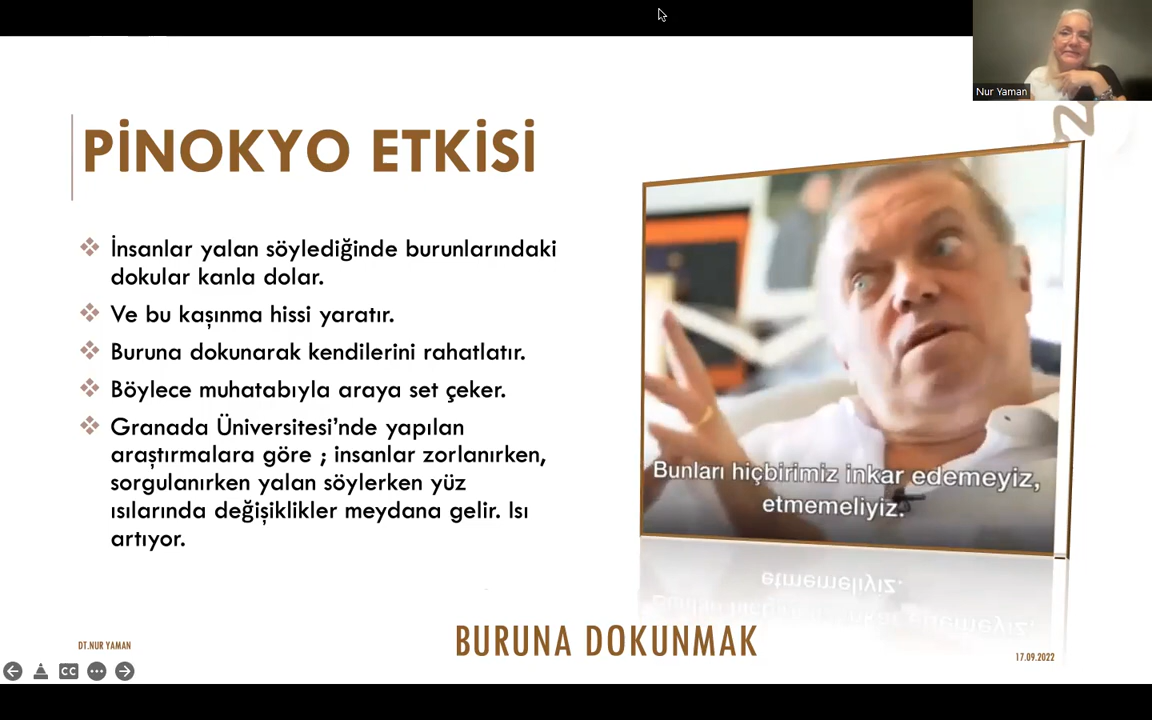 Nur Yaman
PİNOKYO ETKİSİ
İnsanlar yalan söylediğinde burunlarındaki
dokular kanla dolar.
Ve bu kaşınma hissi yaratır.
Buruna dokunarak kendilerini rahatlatır.
Böylece muhatabıyla araya set çeker.
Granada Üniversitesi’nde yapılan
araştırmalara göre ; insanlar zorlanırken,
sorgulanırken yalan söylerken yüz
ısılarında değişiklikler meydana gelir. Isı
artıyor.
Bunları hiçbirimiz inkar edemeyiz,
etmemeliyiz.
BURUNA DOKUNMAK
DT.NUR YAMAN
17.09.2022
CC